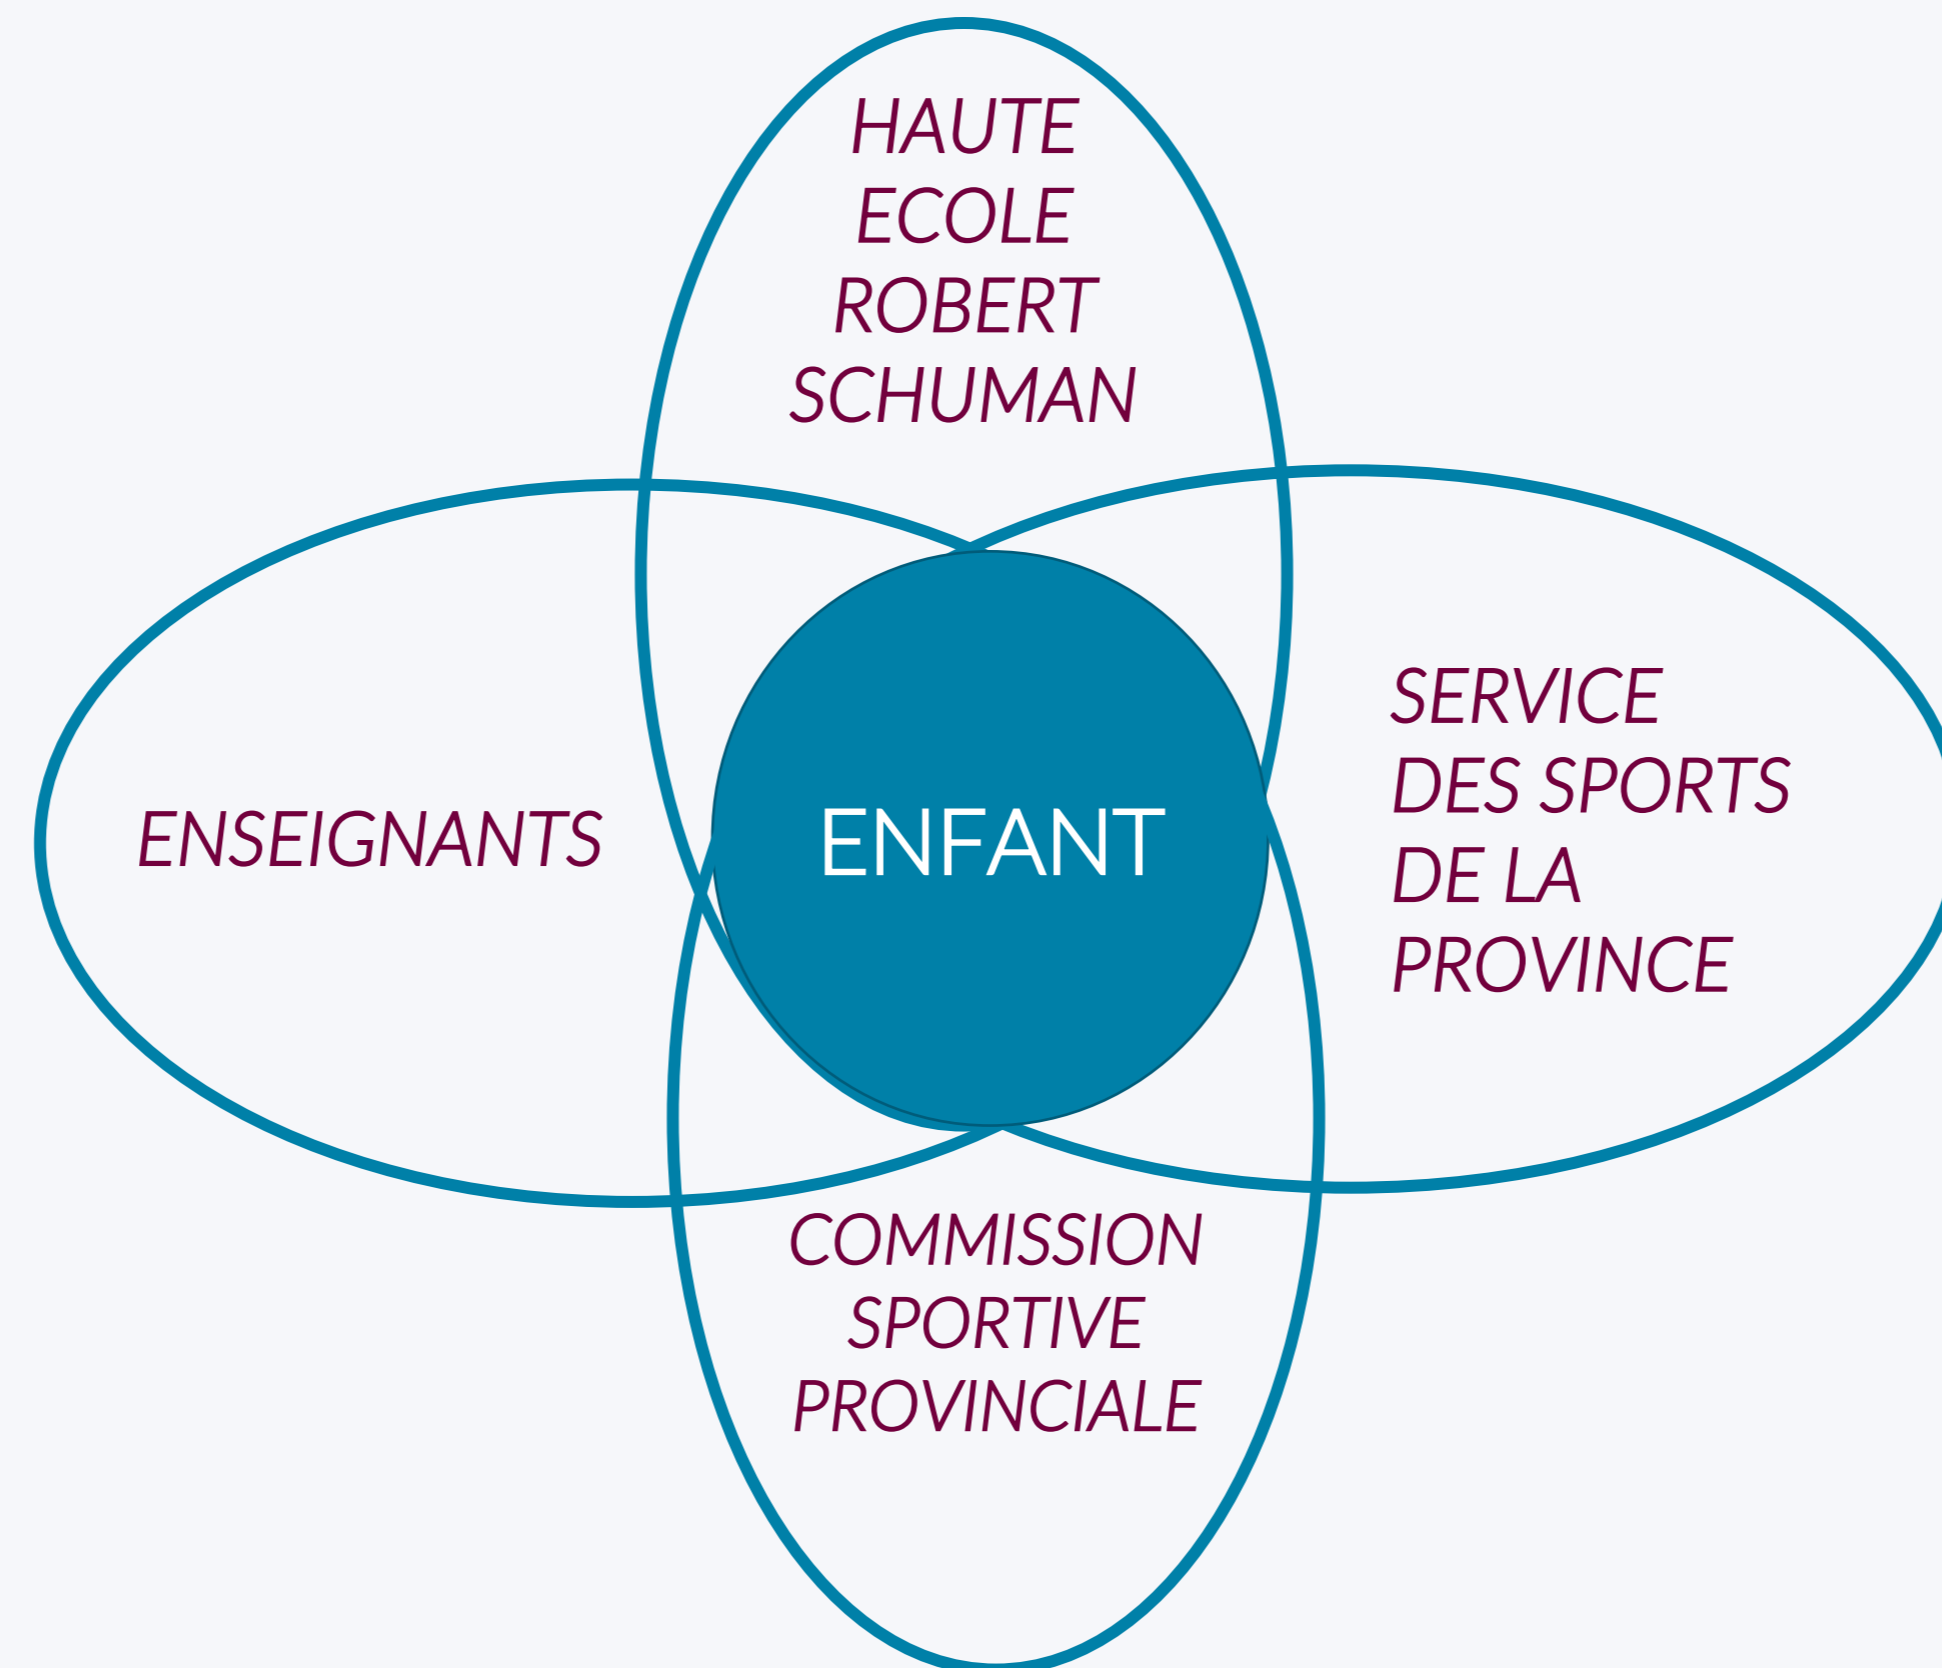 HAUTE
ECOLE
ROBERT
SCHUMAN
ENSEIGNANTS
ENFANT
SERVICE
DES SPORTS
DE LA
PROVINCE
COMMISSION
SPORTIVE
PROVINCIALE